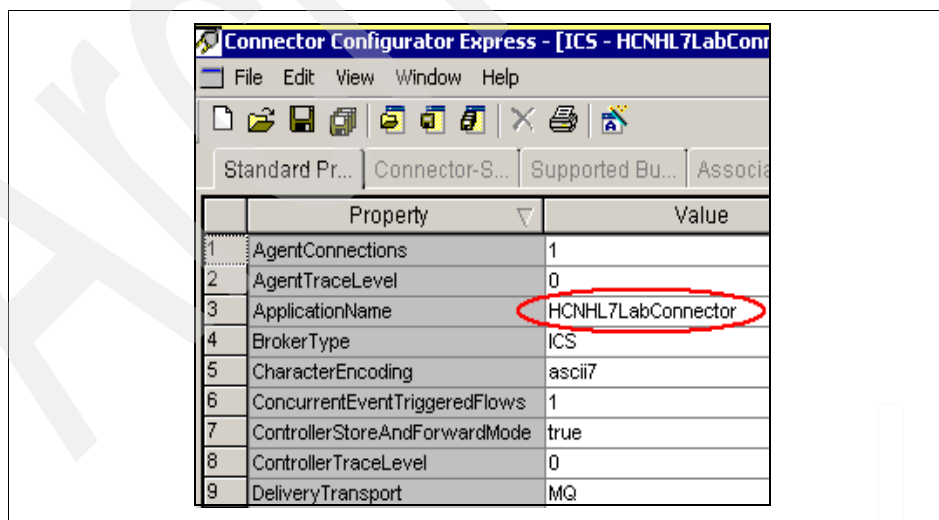 Connector Configurator Express - [ICS - HCNHL7LabConn
File Edit View Window Help
Standard Pr... Connector-S... Supported Bu... Associa
Property Value
1 AgentConnections 1
2 AgentTraceLevel 0
3 ApplicationName HCNHL7LabConnector
4 BrokerType ICS
5 CharacterEncoding ascii7
6 ConcurrentEventTriggeredFlows 1
7 ControllerStoreAndForwardMode true
8 ControllerTraceLevel 0
9 DeliveryTransport MQ